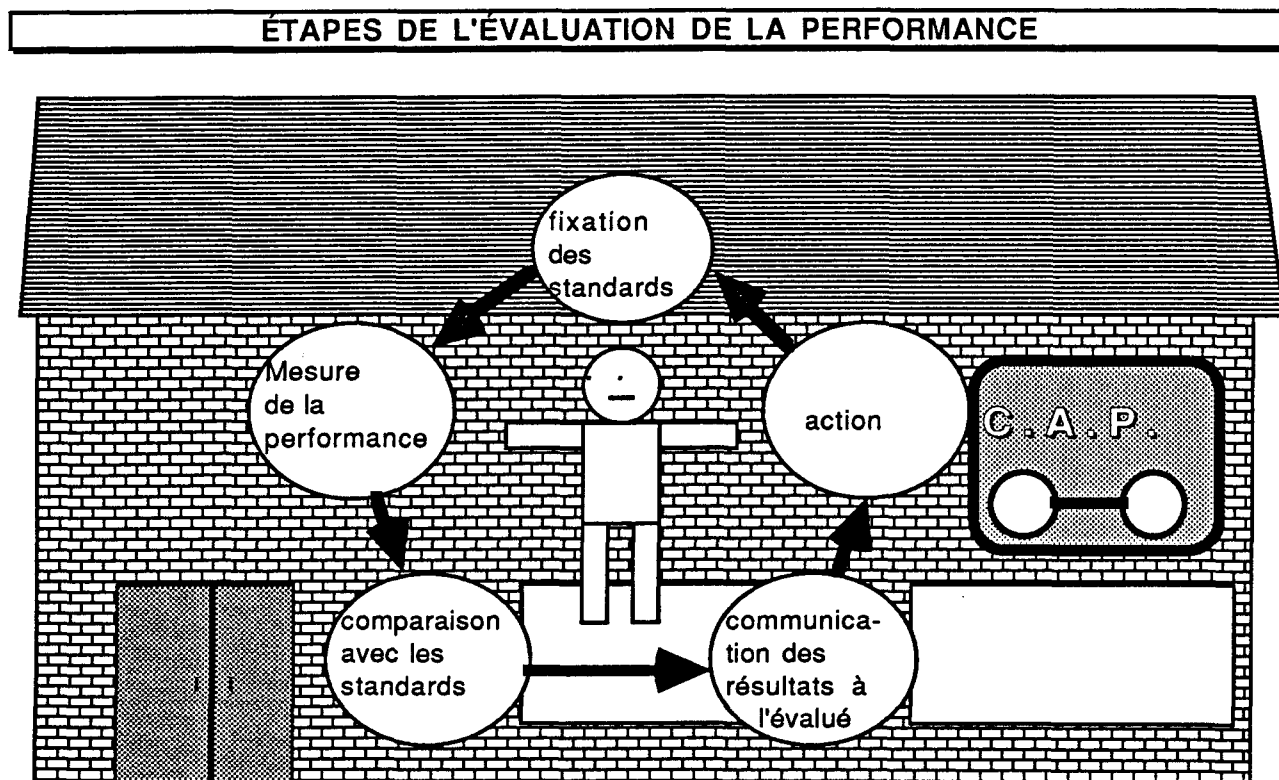 ÉTAPES DE L'ÉVALUATION DE LA PERFORMANCE
fixation
des
standards
Mesure
de la
performance
comparaison
avec les
standards
communica-
tion des
résultats à
l'évalué
action
C.A.P.